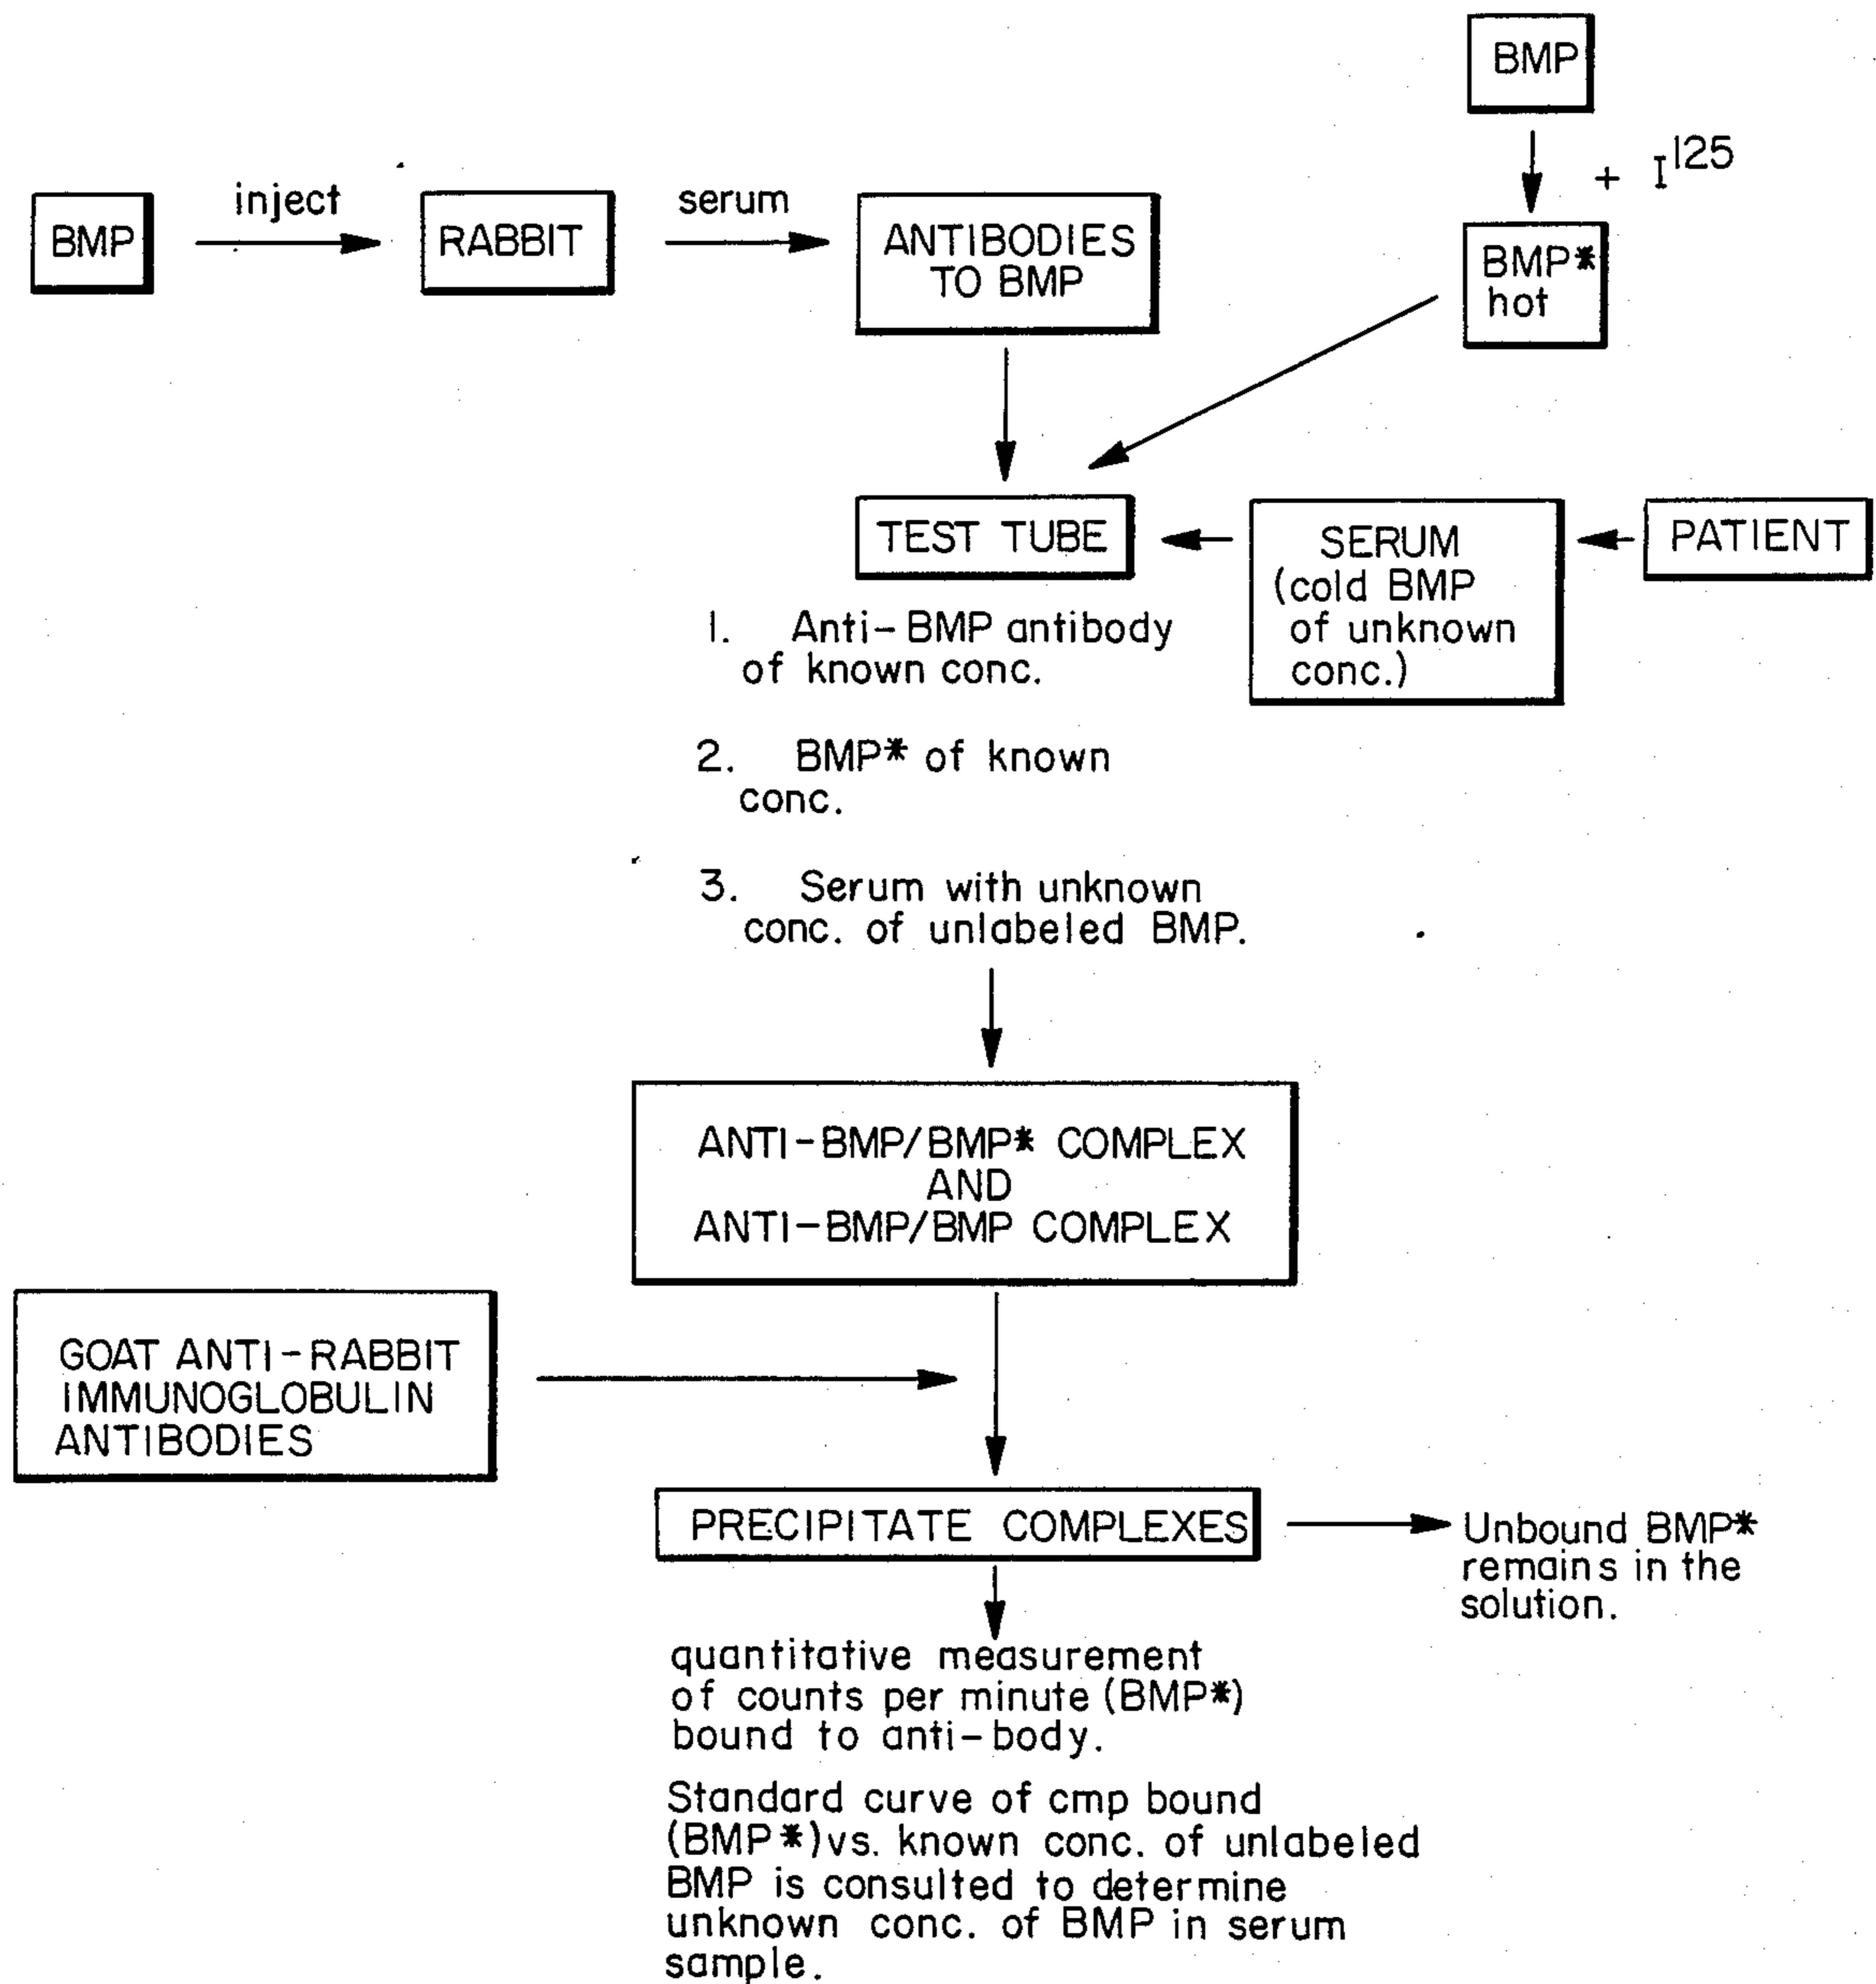 BMP
+ I125
BMP
inject
RABBIT
serum
ANTIBODIES
TO BMP
BMP*
hot
TEST TUBE
SERUM
(cold BMP
of unknown
conc.)
PATIENT
1. Anti-BMP antibody
of known conc.
2. BMP* of known
conc.
3. Serum with unknown
conc. of unlabeled BMP.
ANTI-BMP/BMP* COMPLEX
AND
ANTI-BMP/BMP COMPLEX
GOAT ANTI-RABBIT
IMMUNOGLOBULIN
ANTIBODIES
PRECIPITATE COMPLEXES
Unbound BMP*
remains in the
solution.
quantitative measurement
of counts per minute (BMP*)
bound to anti-body.
Standard curve of cmp bound
(BMP*) vs. known conc. of unlabeled
BMP is consulted to determine
unknown conc. of BMP in serum
sample.